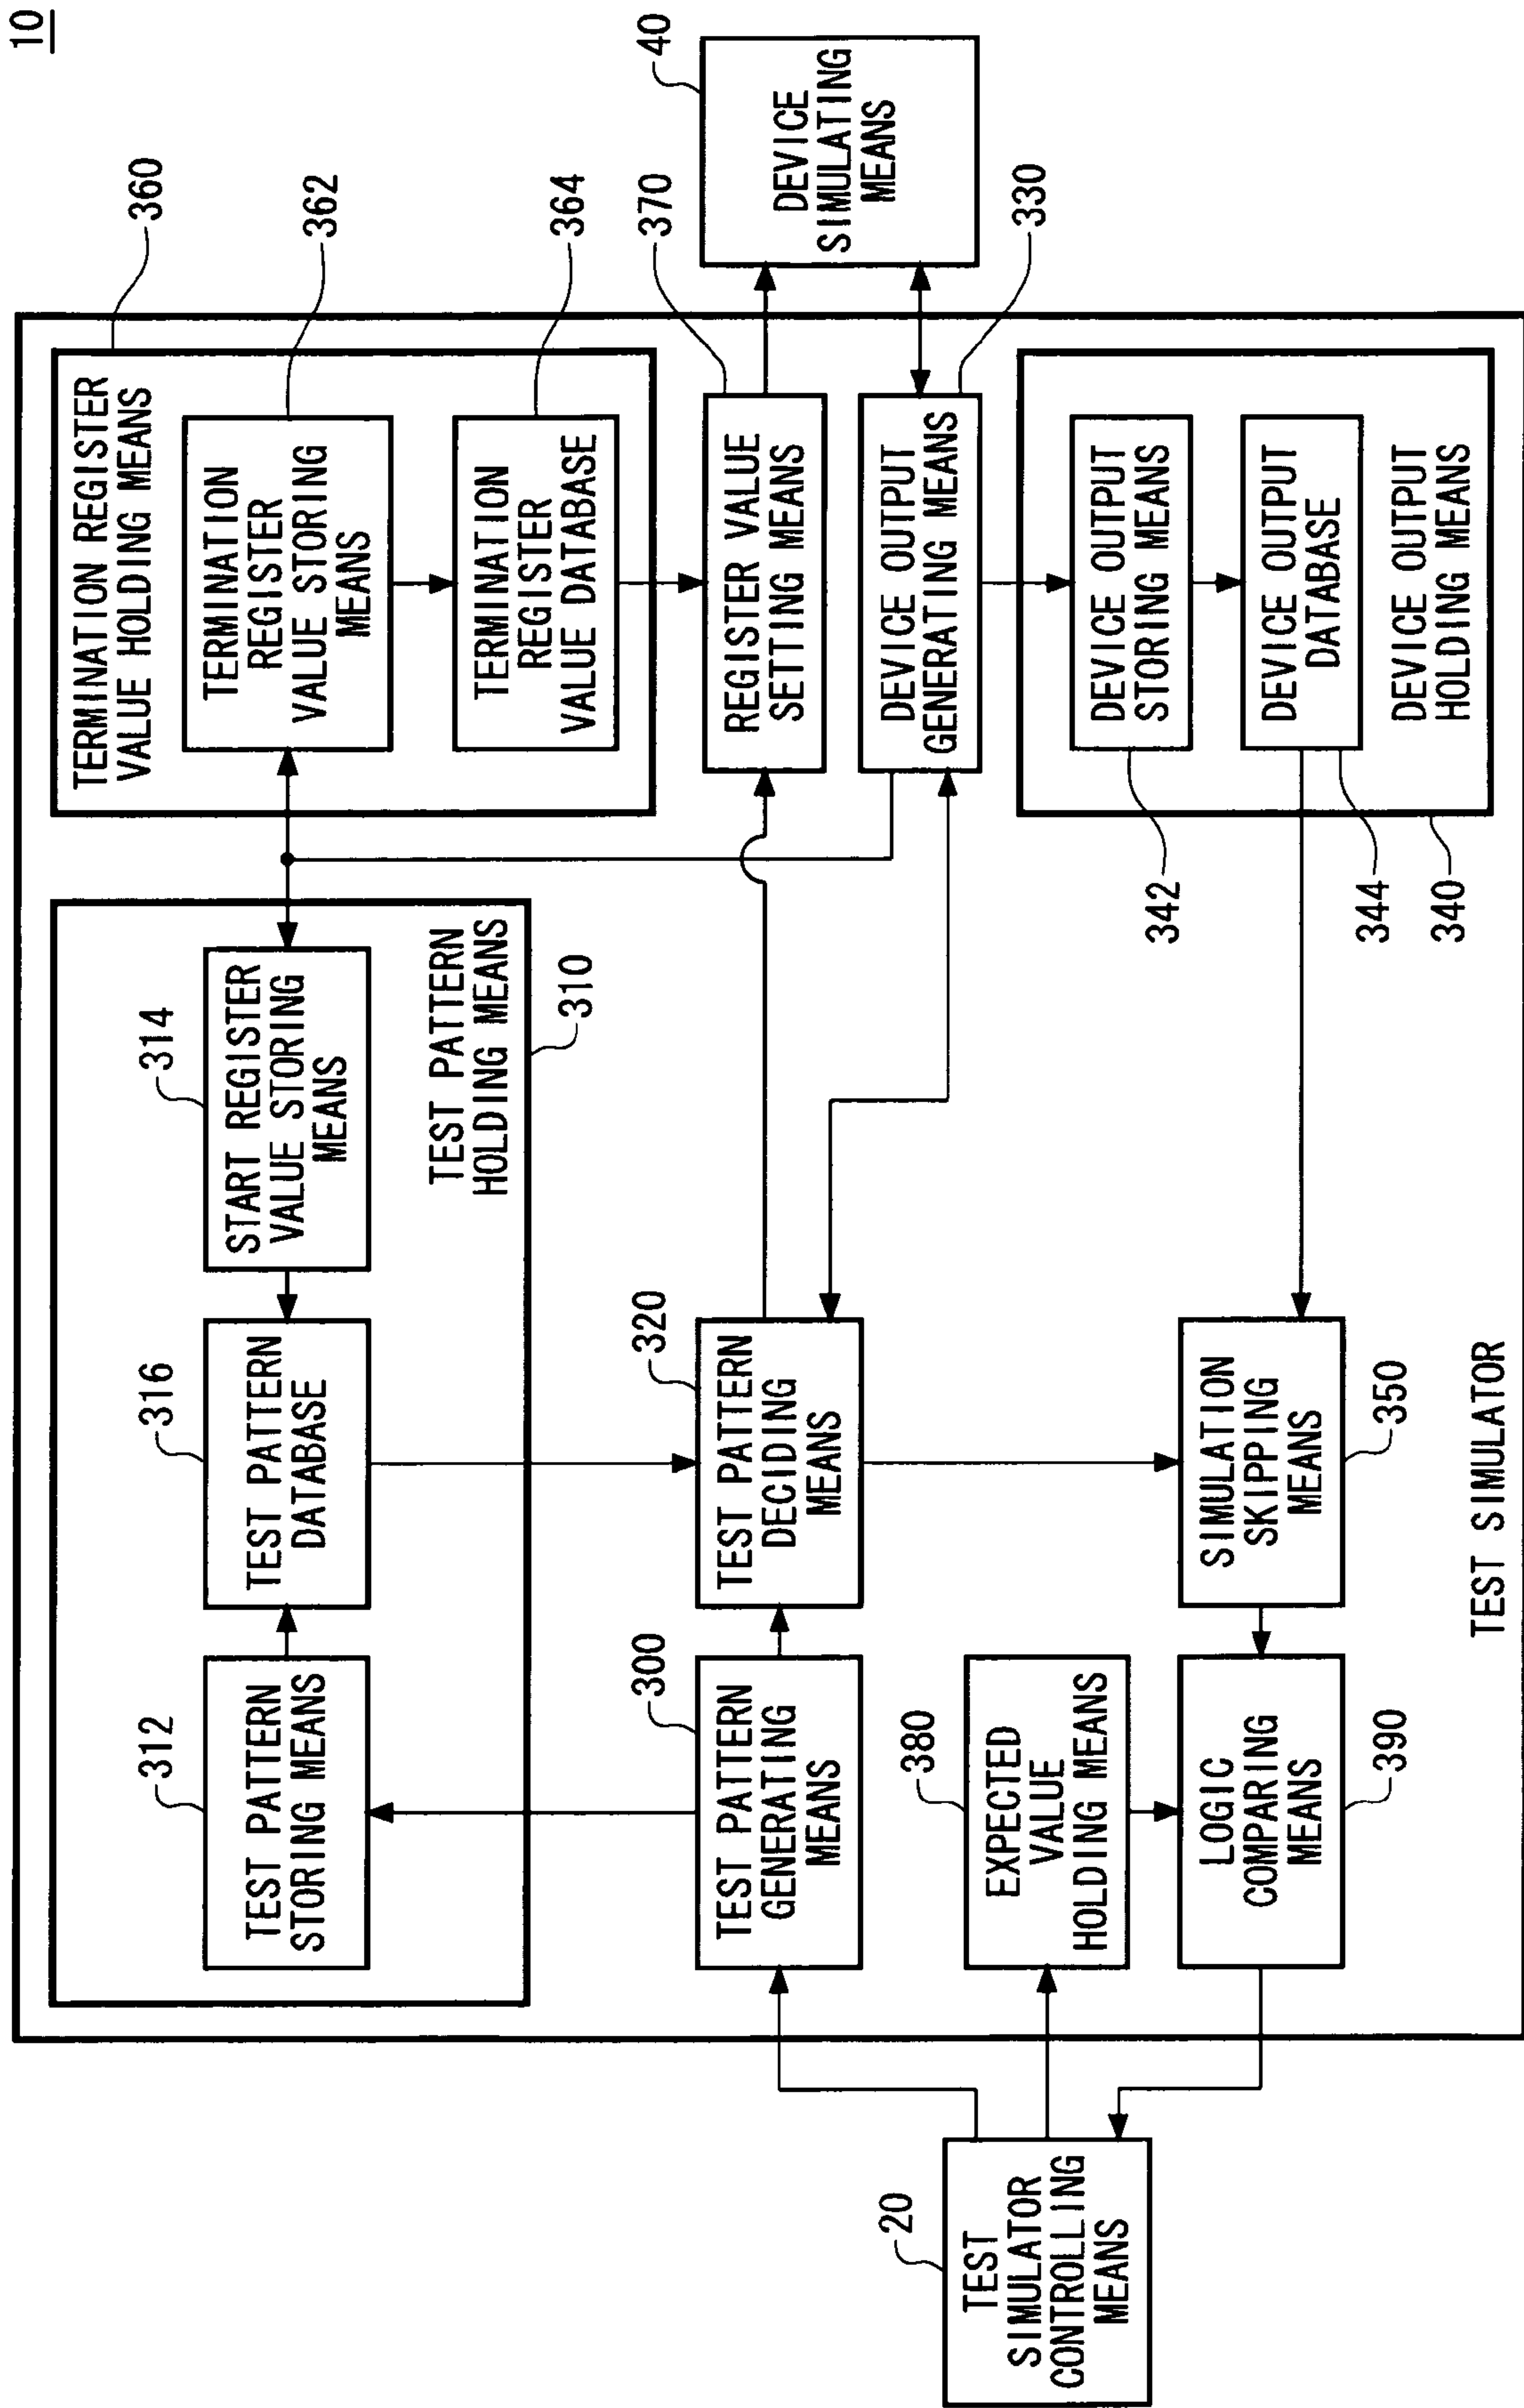 10
TEST
SIMULATOR
CONTROLLING
MEANS
20
TEST PATTERN
STORING MEANS
312
TEST PATTERN
DATABASE
316
START REGISTER
VALUE STORING
MEANS
314
TEST PATTERN
HOLDING MEANS
310
TERMINATION REGISTER
VALUE HOLDING MEANS
360
TERMINATION
REGISTER
VALUE STORING
MEANS
362
TERMINATION
REGISTER
VALUE DATABASE
364
TEST PATTERN
GENERATING
MEANS
300
TEST PATTERN
DECIDING
MEANS
320
REGISTER VALUE
SETTING MEANS
370
DEVICE OUTPUT
GENERATING MEANS
330
DEVICE
SIMULATING
MEANS
40
EXPECTED
VALUE
HOLDING MEANS
380
LOGIC
COMPARING
MEANS
390
SIMULATION
SKIPPING
MEANS
350
DEVICE OUTPUT
STORING MEANS
342
DEVICE OUTPUT
DATABASE
344
DEVICE OUTPUT
HOLDING MEANS
340
TEST SIMULATOR